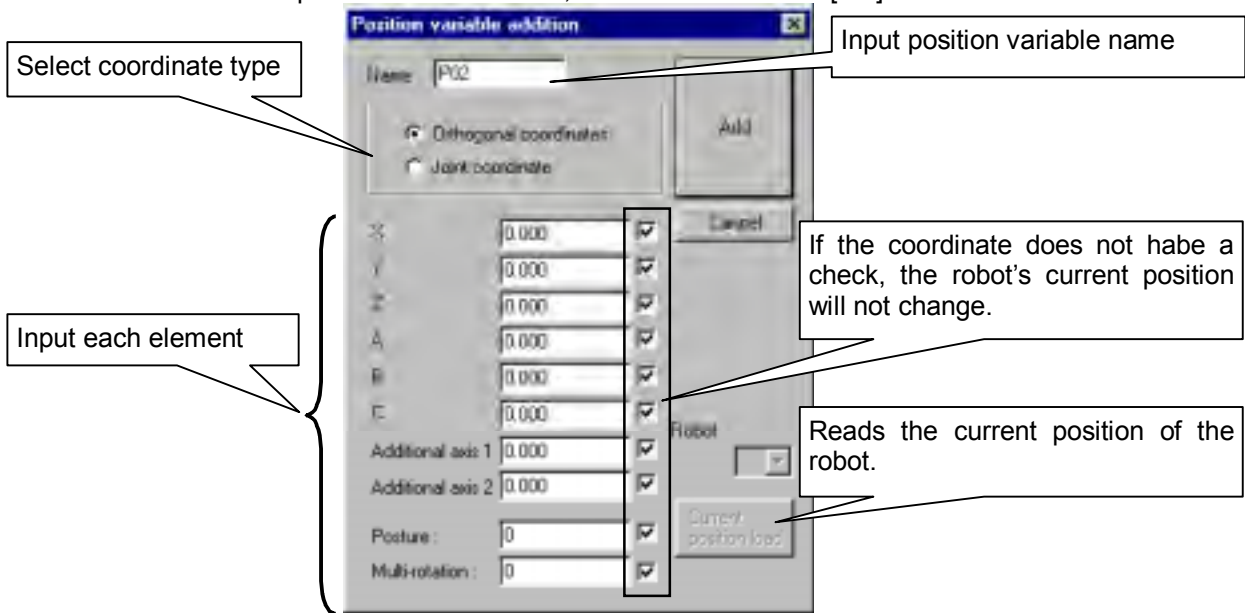 Position variable addition
Input position variable name
Select coordinate type
Name P02
Add
Orthogonal coordinates
Joint coordinate
Cancel
X 0.000
Y 0.000
Z 0.000
A 0.000
B 0.000
C 0.000
Additional axis 1 0.000
Additional axis 2 0.000
Posture : 0
Multi-rotation : 0
If the coordinate does not habe a
check, the robot's current position
will not change.
Input each element
Robot
Reads the current position of the
robot.
Current
position load